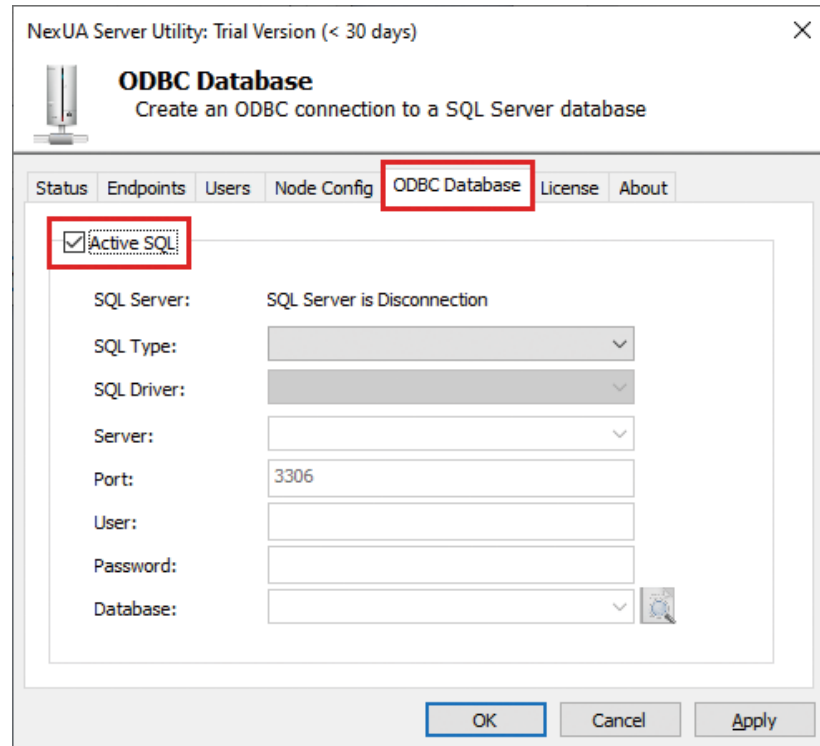 NexUA Server Utility: Trial Version (< 30 days)
ODBC Database
Create an ODBC connection to a SQL Server database
Status Endpoints Users Node Config ODBC Database License About
Active SQL
SQL Server: SQL Server is Disconnection
SQL Type:
SQL Driver:
Server:
Port: 3306
User:
Password:
Database:
OK Cancel Apply